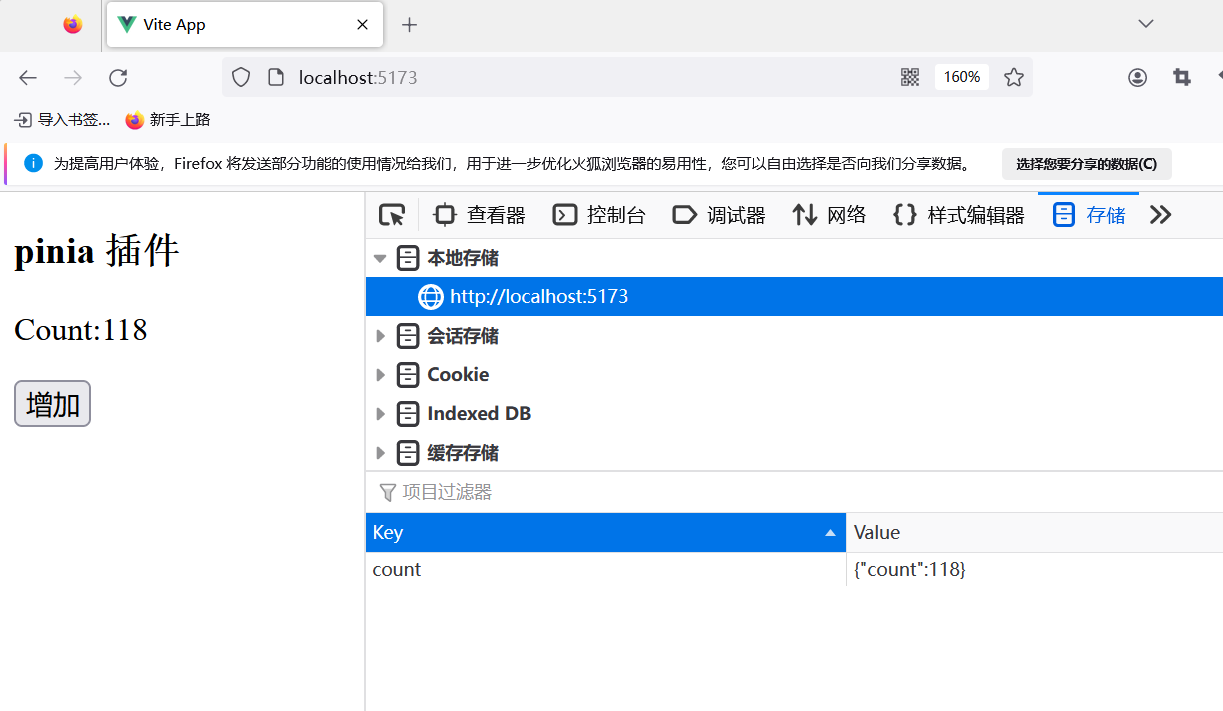 Vite App
localhost:5173
160%
导入书签...
新手上路
为提高用户体验，Firefox 将发送部分功能的使用情况给我们，用于进一步优化火狐浏览器的易用性，您可以自由选择是否向我们分享数据。
选择您要分享的数据(C)
pinia 插件
Count:118
增加
查看器
控制台
调试器
网络
样式编辑器
存储
本地存储
http://localhost:5173
会话存储
Cookie
Indexed DB
缓存存储
项目过滤器
Key
Value
count
{"count":118}